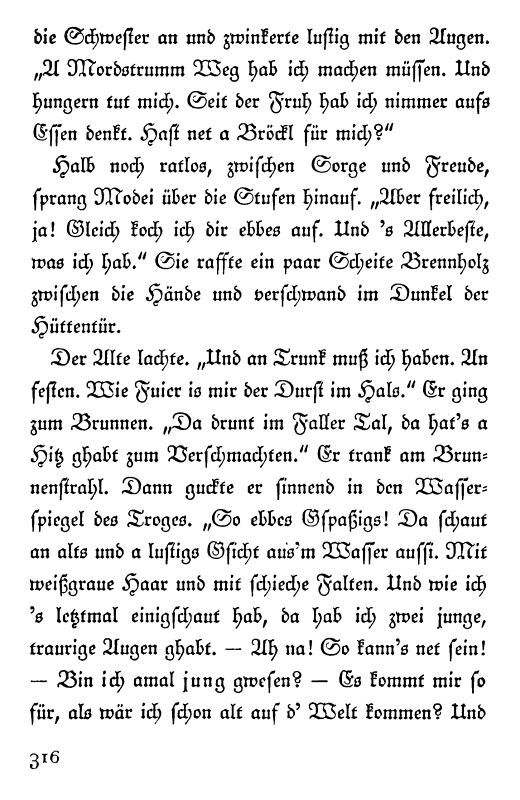 die Schwester an und zwinkerte lustig mit den Augen.
„A Mordstrumm Weg hab ich machen müssen. Und
hungern tut mich. Seit der Fruh hab ich nimmer aufs
Essen denkt. Hast net a Bröckl für mich?“
Halb noch ratlos, zwischen Sorge und Freude,
sprang Modei über die Stufen hinauf. „Aber freilich,
ja! Gleich koch ich dir ebbes auf. Und 's Allerbeste,
was ich hab.“ Sie raffte ein paar Scheite Brennholz
zwischen die Hände und verschwand im Dunkel der
Hüttentür.
Der Alte lachte. „Und an Trunk muß ich haben. An
festen. Wie Fuier is mir der Durst im Hals.“ Er ging
zum Brunnen. „Da drunt im Faller Tal, da hat's a
Hitz ghabt zum Verschmachten.“ Er trank am Brun-
nenstrahl. Dann guckte er sinnend in den Wasser-
spiegel des Troges. „So ebbes Gspaßigs! Da schaut
an alts und a lustigs Gsicht aus'm Wasser aussi. Mit
weißgraue Haar und mit schieche Falten. Und wie ich
's letztmal einigschaut hab, da hab ich zwei junge,
traurige Augen ghabt. — Ah na! So kann's net sein!
— Bin ich amal jung gwesen? — Es kommt mir so
für, als wär ich schon alt auf d' Welt kommen? Und
316